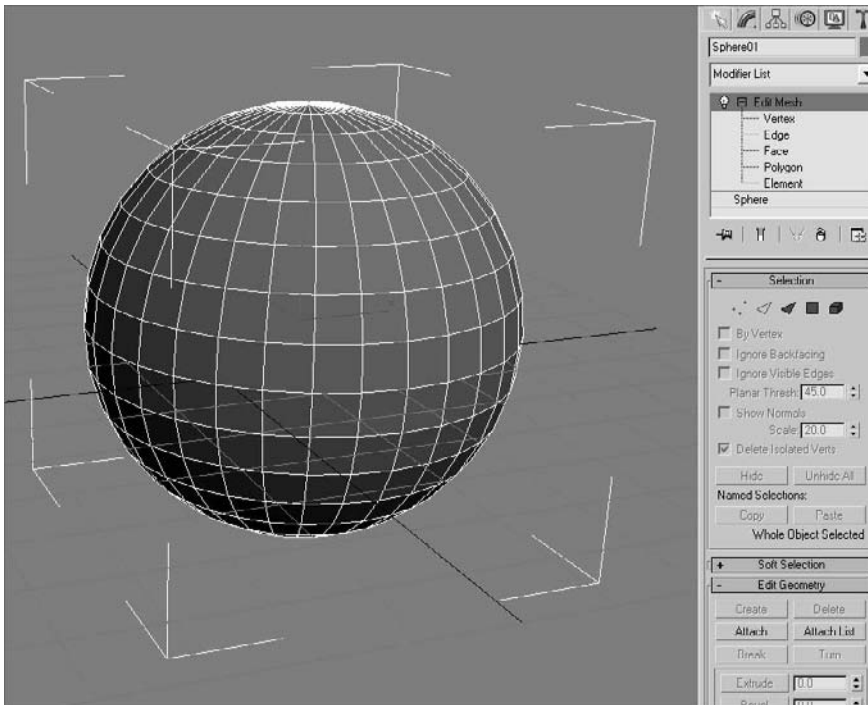 Sphere01
Modifier List
Edit Mesh
Vertex
Edge
Face
Polygon
Element
Sphere
- Selection
By Vertex
Ignore Backfacing
Ignore Visible Edges
Planar Thresh: 45.0
Show Normals
Scale: 20.0
Delete Isolated Verts
Hide Unhide All
Named Selections:
Copy Paste
Whole Object Selected
+ Soft Selection
- Edit Geometry
Create Delete
Attach Attach List
Break Turn
Extrude 0.0